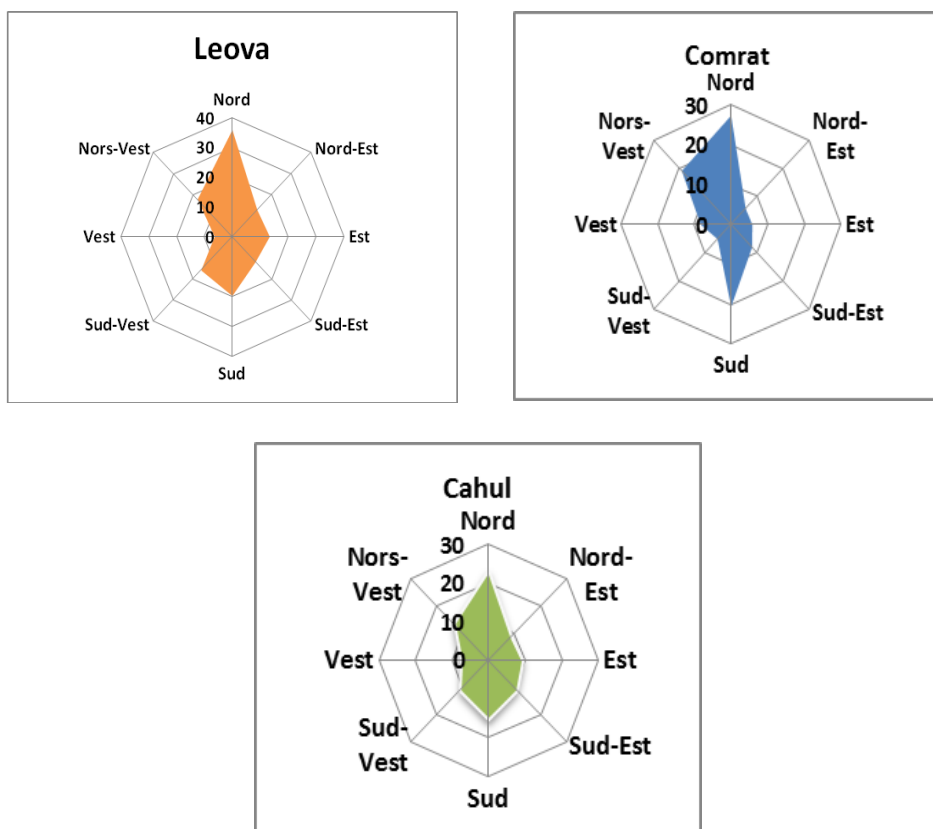 Leova
Nord
40
30
20
10
0
Nord-Est
Est
Sud-Est
Sud
Sud-Vest
Vest
Nors-Vest
Comrat
Nord
30
20
10
0
Nord-
Est
Est
Sud-Est
Sud
Sud-
Vest
Vest
Nors-
Vest
Cahul
Nord
30
20
10
0
Nord-
Est
Est
Sud-Est
Sud
Sud-
Vest
Vest
Nors-
Vest